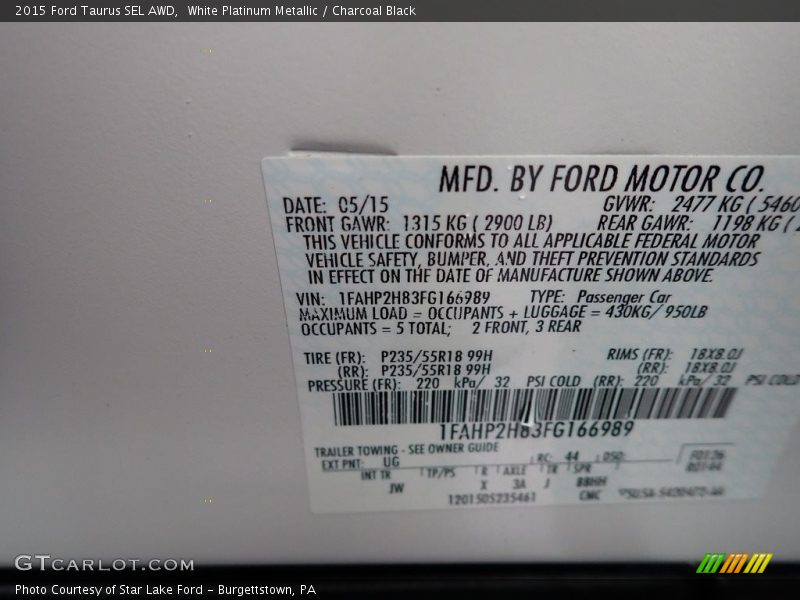 2015 Ford Taurus SEL AWD,  White Platinum Metallic / Charcoal Black
MFD. BY FORD MOTOR CO.
DATE: 05/15 GVWR: 2477 KG ( 5460
FRONT GAWR: 1315 KG ( 2900 LB) REAR GAWR: 1198 KG (
THIS VEHICLE CONFORMS TO ALL APPLICABLE FEDERAL MOTOR
VEHICLE SAFETY, BUMPER, AND THEFT PREVENTION STANDARDS
IN EFFECT ON THE DATE OF MANUFACTURE SHOWN ABOVE.
VIN: 1FAHP2H83FG166989 TYPE: Passenger Car
MAXIMUM LOAD = OCCUPANTS + LUGGAGE = 430KG/ 950LB
OCCUPANTS = 5 TOTAL; 2 FRONT, 3 REAR
TIRE (FR): P235/55R18 99H RIMS (FR): 18X8.0J
(RR): P235/55R18 99H (RR): 18X8.0J
PRESSURE (FR): 220 kPa/ 32 PSI COLD (RR): 220 kPa/ 32 PSI COLD
1FAHP2H83FG166989
TRAILER TOWING - SEE OWNER GUIDE
EXT PNT: UG RC: 44 DSO:
INT TR TP/PS R AXLE TR SPR
JW X 3A J BBHH
1201505235461 CMC
GTCARLOT.COM
Photo Courtesy of Star Lake Ford - Burgettstown, PA